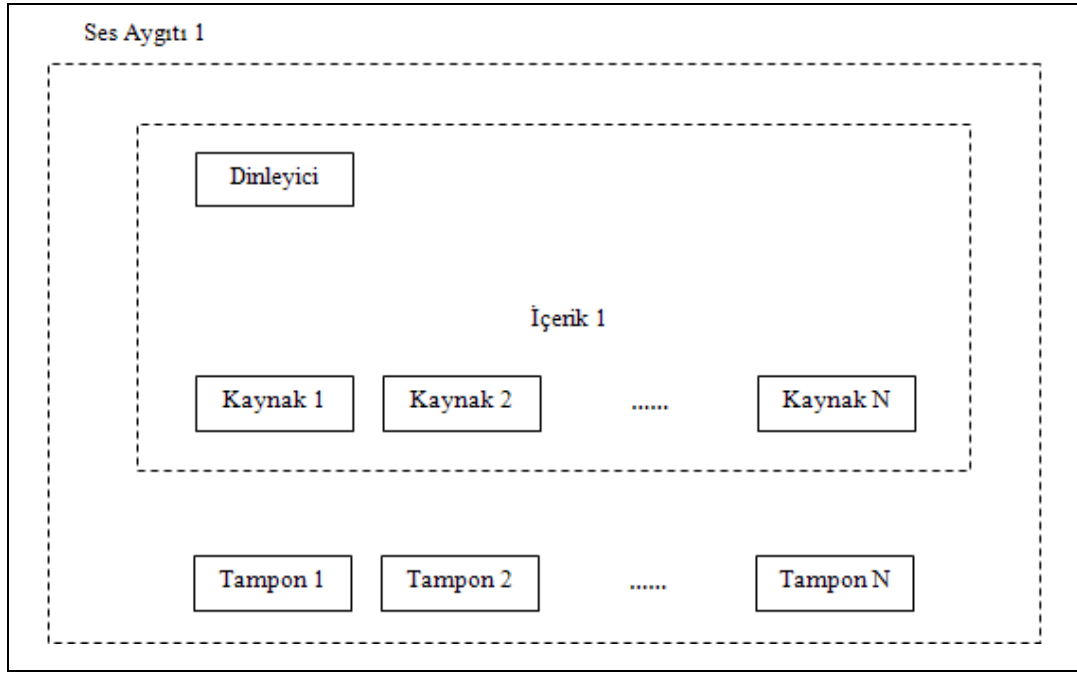 Ses Aygıtı 1
Dinleyici
İçerik 1
Kaynak 1 Kaynak 2 ...... Kaynak N
Tampon 1 Tampon 2 ...... Tampon N